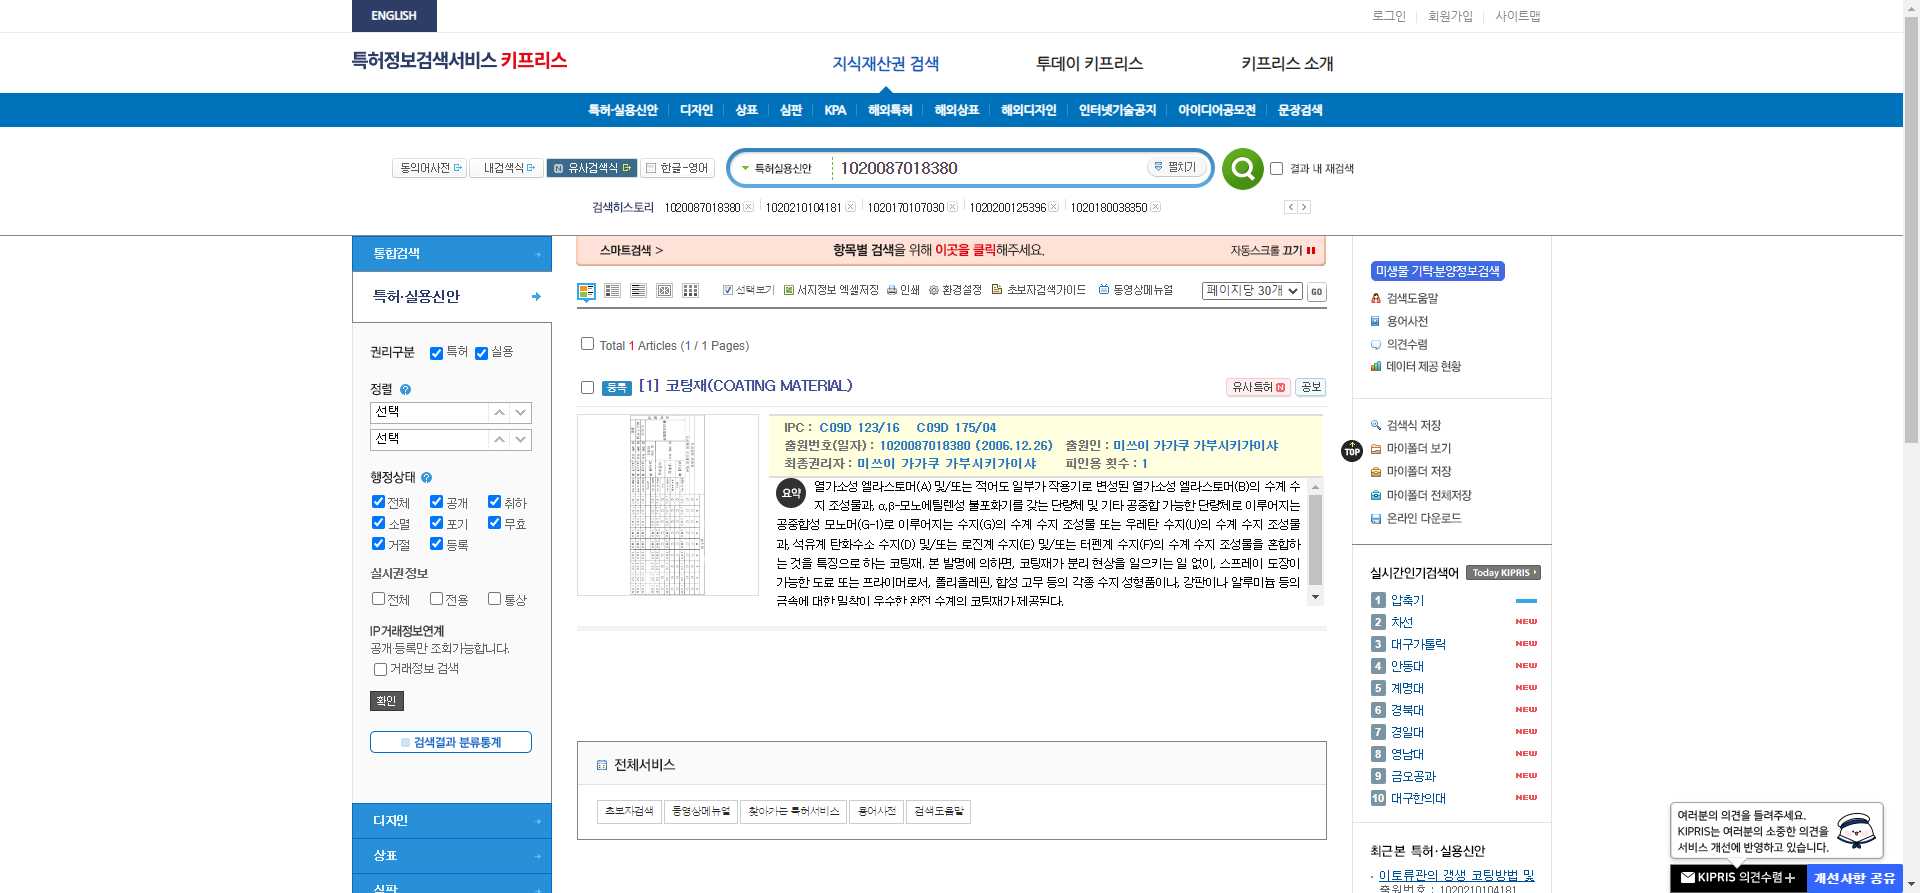 ENGLISH
로그인 회원가입 사이트맵
특허정보검색서비스 키프리스
지식재산권 검색 투데이 키프리스 키프리스 소개
특허·실용신안 디자인 상표 심판 KPA 해외특허 해외상표 해외디자인 인터넷기술공지 아이디어공모전 문장검색
동의어사전 내검색식 유사검색식 한글-영어 특허실용신안 1020087018380 펼치기 결과 내 재검색
검색히스토리 1020087018380 1020210104181 1020170107030 1020200125396 1020180038350
통합검색
특허·실용신안
권리구분 특허 실용
정렬
선택
선택
행정상태
전체 공개 취하
소멸 포기 무효
거절 등록
실시권정보
전체 전용 통상
IP거래정보연계
공개·등록만 조회가능합니다.
거래정보 검색
확인
검색결과 분류통계
디자인
상표
심판
스마트검색 > 항목별 검색을 위해 이곳을 클릭해주세요. 자동스크롤 끄기
선택보기 서지정보 엑셀저장 인쇄 환경설정 초보자검색가이드 동영상메뉴얼 페이지당 30개 GO
Total 1 Articles (1 / 1 Pages)
등록 [1] 코팅재(COATING MATERIAL) 유사특허 N 공보
IPC : C09D 123/16 C09D 175/04
출원번호(일자) : 1020087018380 (2006.12.26) 출원인 : 미쓰이 가가쿠 가부시키가이샤
최종권리자 : 미쓰이 가가쿠 가부시키가이샤 피인용 횟수 : 1
요약 열가소성 엘라스토머(A) 및/또는 적어도 일부가 작용기로 변성된 열가소성 엘라스토머(B)의 수계 수
지 조성물과, α,β-모노에틸렌성 불포화기를 갖는 단량체 및 기타 공중합 가능한 단량체로 이루어지는
공중합성 모노머(G-1)로 이루어지는 수지(G)의 수계 수지 조성물 또는 우레탄 수지(U)의 수계 수지 조성물
과, 석유계 탄화수소 수지(D) 및/또는 로진계 수지(E) 및/또는 터펜계 수지(F)의 수계 수지 조성물을 혼합하
는 것을 특징으로 하는 코팅재. 본 발명에 의하면, 코팅재가 분리 현상을 일으키는 일 없이, 스프레이 도장이
가능한 도료 또는 프라이머로서, 폴리올레핀, 합성 고무 등의 각종 수지 성형품이나, 강판이나 알루미늄 등의
금속에 대한 밀착이 우수한 완전 수계의 코팅재가 제공된다.
전체서비스
초보자검색 동영상메뉴얼 찾아가는 특허서비스 용어사전 검색도움말
미생물 기탁·분양정보검색
검색도움말
용어사전
의견수렴
데이터 제공 현황
검색식 저장
TOP
마이폴더 보기
마이폴더 저장
마이폴더 전체저장
온라인 다운로드
실시간인기검색어 Today KIPRIS
1 압축기
2 차선 NEW
3 대구가톨릭 NEW
4 안동대 NEW
5 계명대 NEW
6 경북대 NEW
7 경일대 NEW
8 영남대 NEW
9 금오공과 NEW
10 대구한의대 NEW
최근본 특허·실용신안
· 이토류판의 갱생 코팅방법 및
출원번호 : 1020210104181
여러분의 의견을 들려주세요.
KIPRIS는 여러분의 소중한 의견을
서비스 개선에 반영하고 있습니다.
KIPRIS 의견수렴+ 개선사항 공유